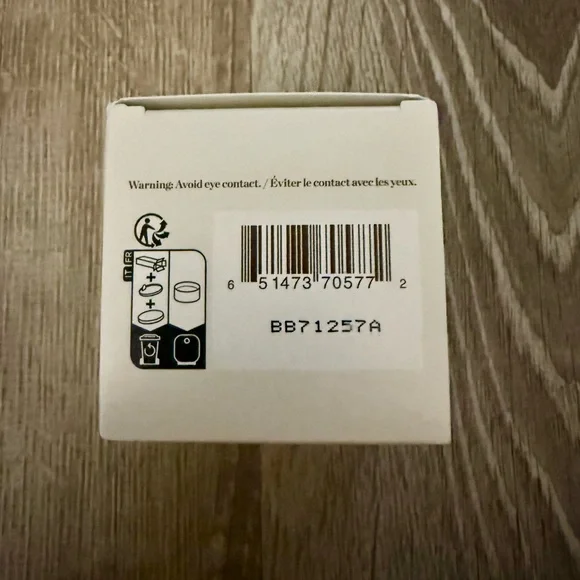 Warning: Avoid eye contact. / Éviter le contact avec les yeux.
IT | FR
6 51473 70577 2
BB71257A